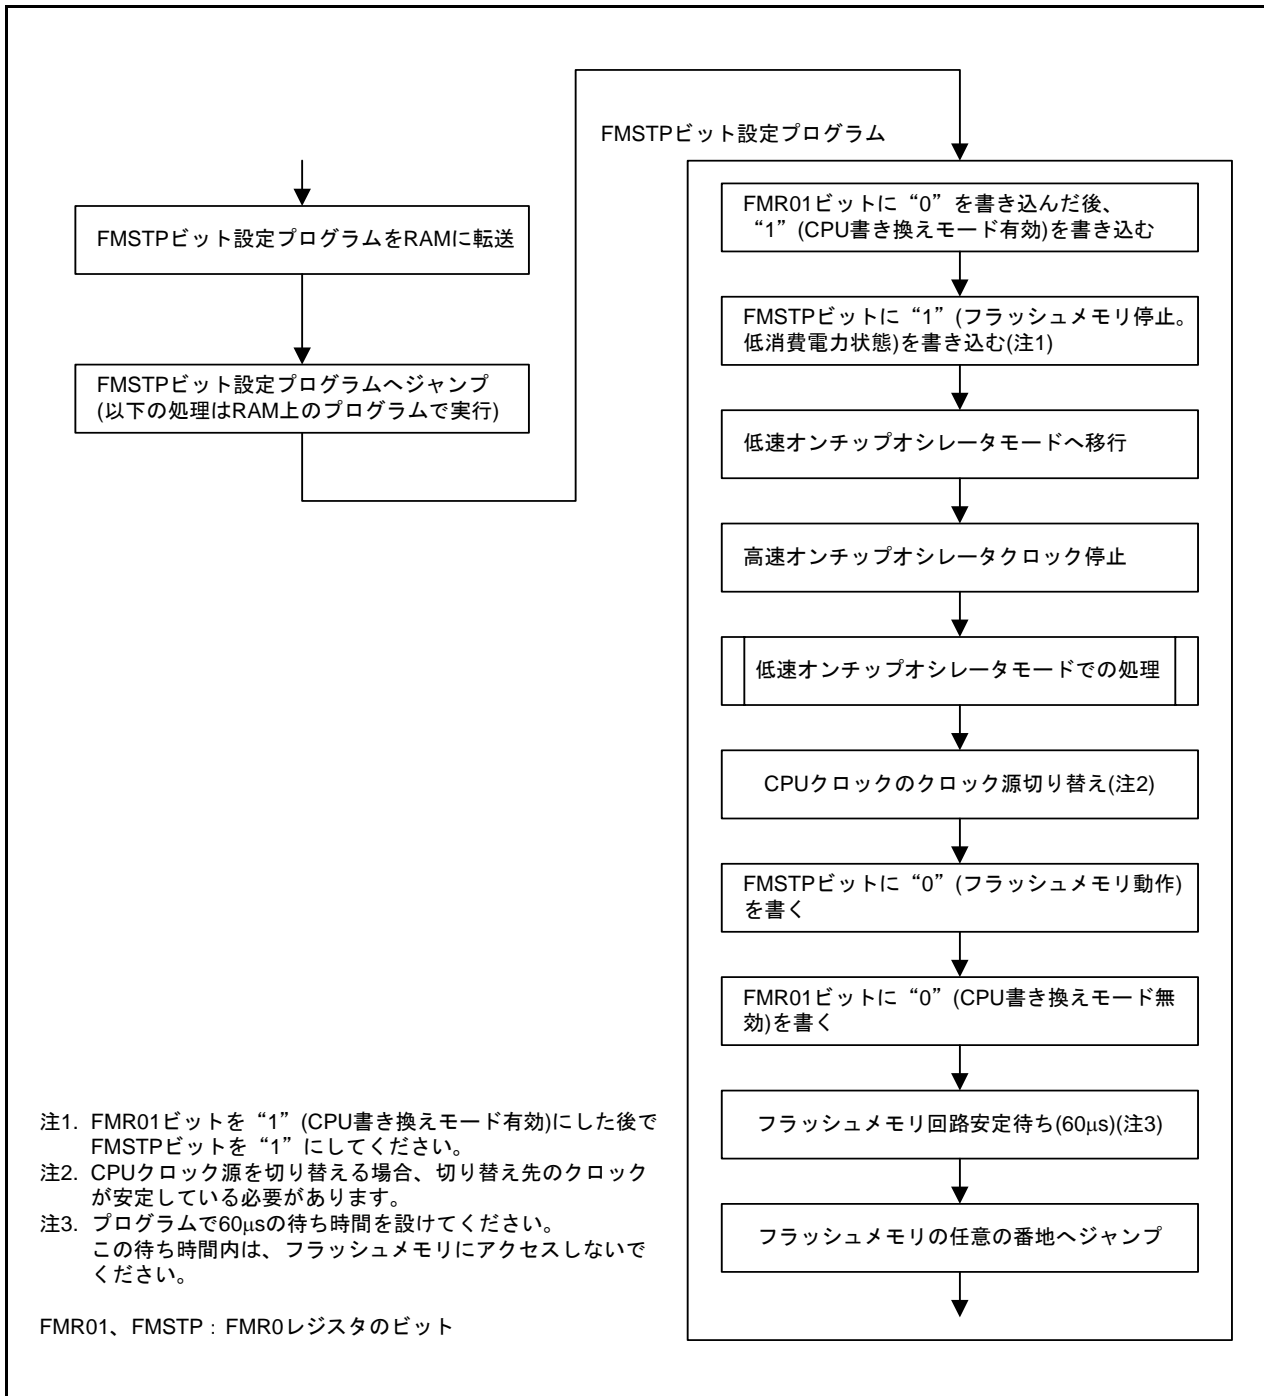 FMSTPビット設定プログラムをRAMに転送
FMSTPビット設定プログラムへジャンプ
(以下の処理はRAM上のプログラムで実行)
FMSTPビット設定プログラム
FMR01ビットに“0”を書き込んだ後、
“1”(CPU書き換えモード有効)を書き込む
FMSTPビットに“1”(フラッシュメモリ停止。
低消費電力状態)を書き込む(注1)
低速オンチップオシレータモードへ移行
高速オンチップオシレータクロック停止
低速オンチップオシレータモードでの処理
CPUクロックのクロック源切り替え(注2)
FMSTPビットに“0”(フラッシュメモリ動作)
を書く
FMR01ビットに“0”(CPU書き換えモード無
効)を書く
フラッシュメモリ回路安定待ち(60μs)(注3)
フラッシュメモリの任意の番地へジャンプ
注1. FMR01ビットを“1”(CPU書き換えモード有効)にした後で
FMSTPビットを“1”にしてください。
注2. CPUクロック源を切り替える場合、切り替え先のクロック
が安定している必要があります。
注3. プログラムで60μsの待ち時間を設けてください。
この待ち時間内は、フラッシュメモリにアクセスしないで
ください。
FMR01、FMSTP：FMR0レジスタのビット